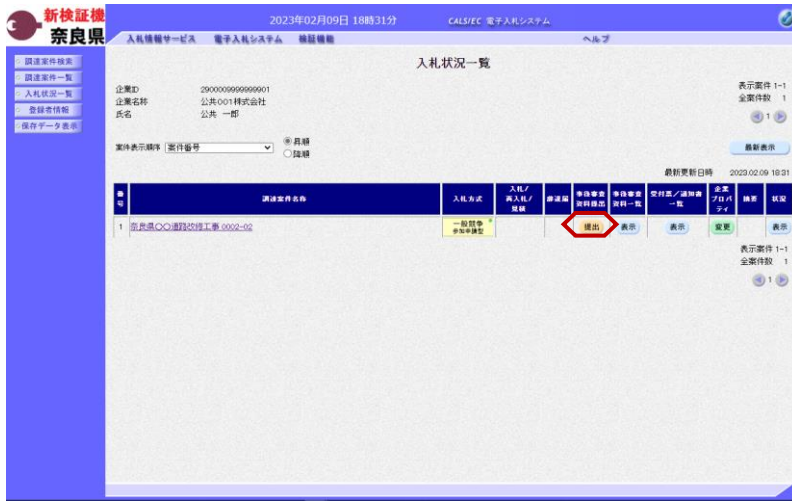 新検証機
奈良県
2023年02月09日 18時31分
CALS/EC 電子入札システム
入札情報サービス 電子入札システム 検証機能 ヘルプ
調達案件検索
調達案件一覧
入札状況一覧
登録者情報
保存データ表示
入札状況一覧
企業ID 2900009999999901
企業名称 公共001株式会社
氏名 公共 一郎
表示案件 1-1
全案件数 1
1
案件表示順序 案件番号
昇順
降順
最新表示
最新更新日時 2023.02.09 18:31
番号 調達案件名称 入札方式 入札/再入札/見積 辞退届 事後審査資料提出 事後審査資料一覧 受付票/通知書一覧 企業プロパティ 摘要 状況
1 奈良県〇〇道路改修工事 0002-02 一般競争 参加申請型 提出 表示 表示 変更 表示
表示案件 1-1
全案件数 1
1